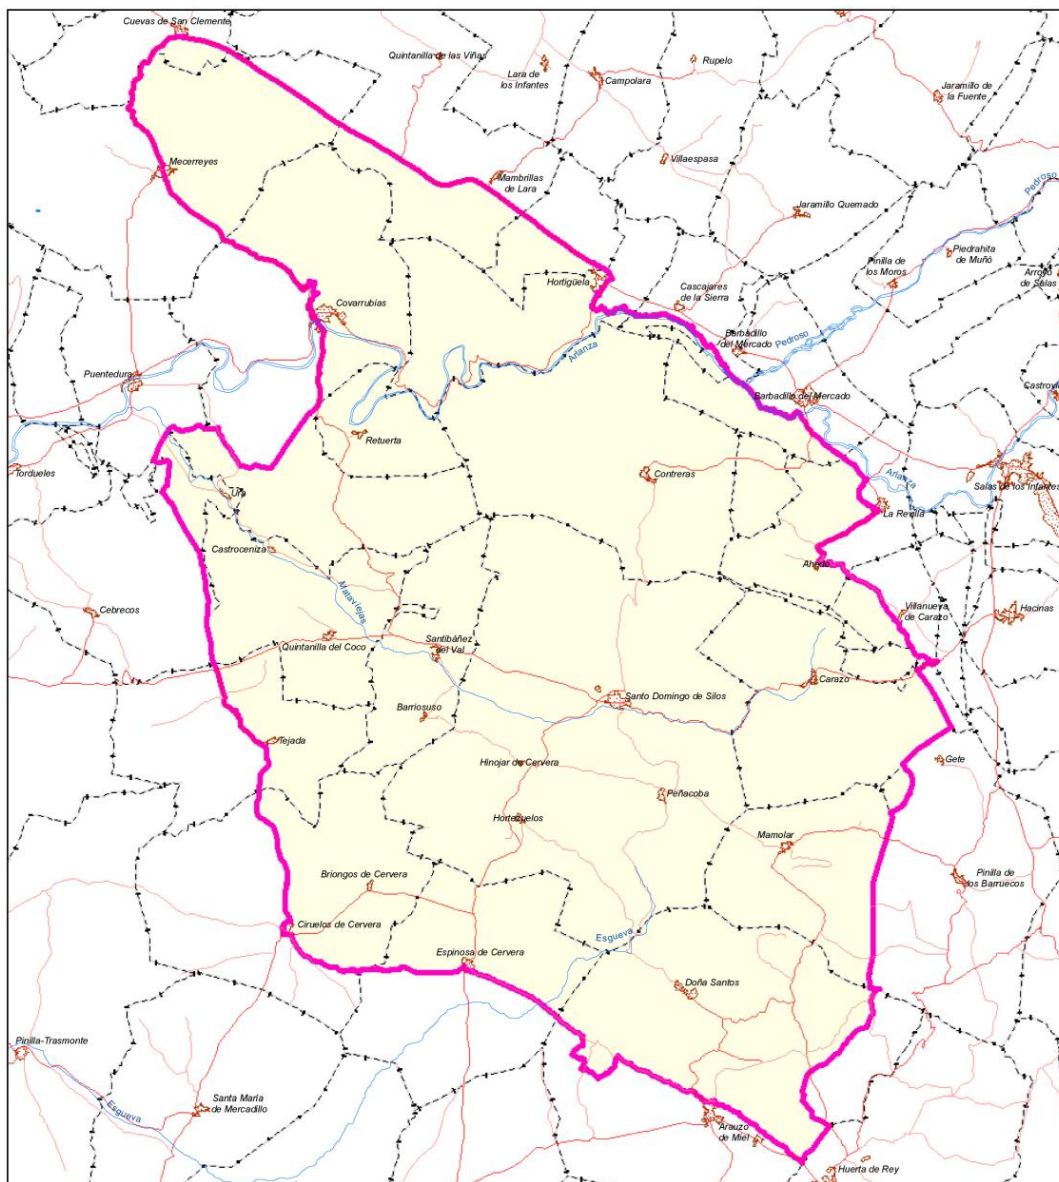 Cuevas de San Clemente
Quintanilla de las Viñas
Lara de
los Infantes
Campolara
Rupelo
Jaramillo de
la Fuente
Mecerreyes
Mambrillas
de Lara
Villaespasa
Jaramillo Quemado
Pedroso
Piedrahita
de Muñó
Pinilla de
los Moros
Arroyo
de Salas
Hortigüela
Cascajares
de la Sierra
Covarrubias
Barbadillo
del Mercado
Pedroso
Arlanza
Puentedura
Barbadillo del Mercado
Castrovi
Retuerta
Tordueles
Contreras
Arlanza
Salas de los Infantes
Ura
La Revilla
Castroceniza
Ahedo
Mataviejas
Cebrecos
Villanueva
de Carazo
Hacinas
Quintanilla del Coco
Santibáñez
del Val
Carazo
Santo Domingo de Silos
Barriosuso
Tejada
Hinojar de Cervera
Gete
Peñacoba
Hortezuelos
Mamolar
Briongos de Cervera
Pinilla de
los Barruecos
Ciruelos de Cervera
Esgueva
Espinosa de Cervera
Doña Santos
Pinilla-Trasmonte
Esgueva
Santa María
de Mercadillo
Arauzo
de Miel
Huerta de Rey